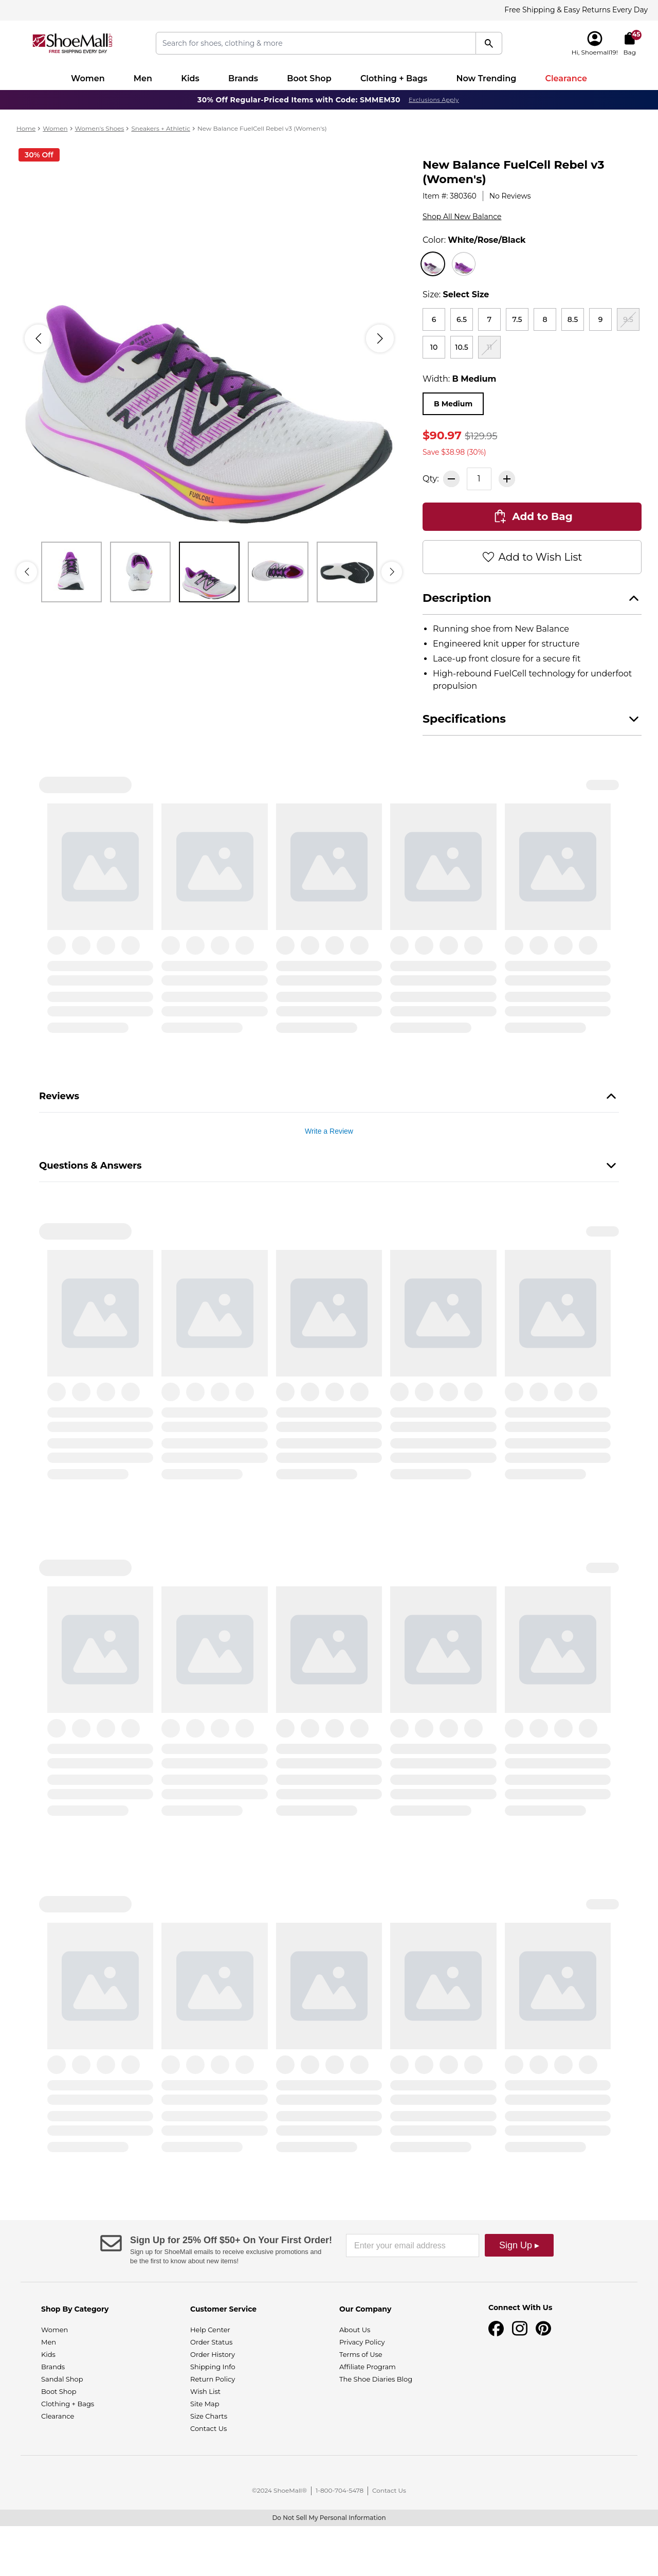 Free Shipping & Easy Returns Every Day
ShoeMall.com
FREE SHIPPING EVERY DAY
Search for shoes, clothing & more
Hi, Shoemall19!
45
Bag
Women
Men
Kids
Brands
Boot Shop
Clothing + Bags
Now Trending
Clearance
30% Off Regular-Priced Items with Code: SMMEM30 Exclusions Apply
Home > Women > Women's Shoes > Sneakers + Athletic > New Balance FuelCell Rebel v3 (Women's)
30% Off
FUELCELL
New Balance FuelCell Rebel v3
(Women's)
Item #: 380360 | No Reviews
Shop All New Balance
Color: White/Rose/Black
Size: Select Size
6 6.5 7 7.5 8 8.5 9 9.5
10 10.5 11
Width: B Medium
B Medium
$90.97 $129.95
Save $38.98 (30%)
Qty: 1
Add to Bag
Add to Wish List
Description
• Running shoe from New Balance
• Engineered knit upper for structure
• Lace-up front closure for a secure fit
• High-rebound FuelCell technology for underfoot
propulsion
Specifications
Reviews
Write a Review
Questions & Answers
Sign Up for 25% Off $50+ On Your First Order!
Sign up for ShoeMall emails to receive exclusive promotions and
be the first to know about new items!
Enter your email address
Sign Up ▸
Shop By Category
Women
Men
Kids
Brands
Sandal Shop
Boot Shop
Clothing + Bags
Clearance
Customer Service
Help Center
Order Status
Order History
Shipping Info
Return Policy
Wish List
Site Map
Size Charts
Contact Us
Our Company
About Us
Privacy Policy
Terms of Use
Affiliate Program
The Shoe Diaries Blog
Connect With Us
©2024 ShoeMall® | 1-800-704-5478 | Contact Us
Do Not Sell My Personal Information